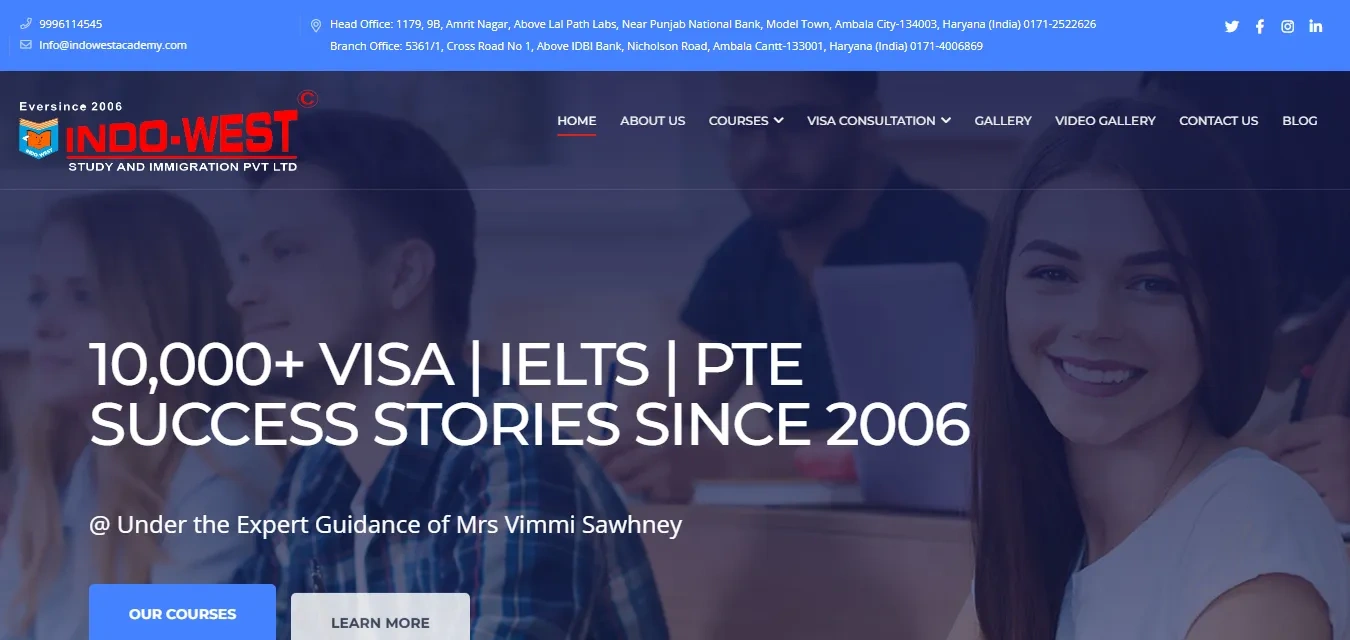 9996114545
Info@indowestacademy.com
Head Office: 1179, 9B, Amrit Nagar, Above Lal Path Labs, Near Punjab National Bank, Model Town, Ambala City-134003, Haryana (India) 0171-2522626
Branch Office: 5361/1, Cross Road No 1, Above IDBI Bank, Nicholson Road, Ambala Cantt-133001, Haryana (India) 0171-4006869
Eversince 2006
©
INDO-WEST
INDO-WEST
STUDY AND IMMIGRATION PVT LTD
HOME ABOUT US COURSES VISA CONSULTATION GALLERY VIDEO GALLERY CONTACT US BLOG
10,000+ VISA | IELTS | PTE
SUCCESS STORIES SINCE 2006
@ Under the Expert Guidance of Mrs Vimmi Sawhney
OUR COURSES
LEARN MORE